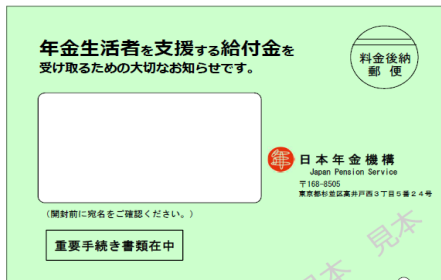 年金生活者を支援する給付金を
受け取るための大切なお知らせです。
料金後納
郵便
年
日本年金機構
Japan Pension Service
〒168-8505
東京都杉並区高井戸西3丁目5番24号
(開封前に宛名をご確認ください。)
重要手続き書類在中
見本
見本